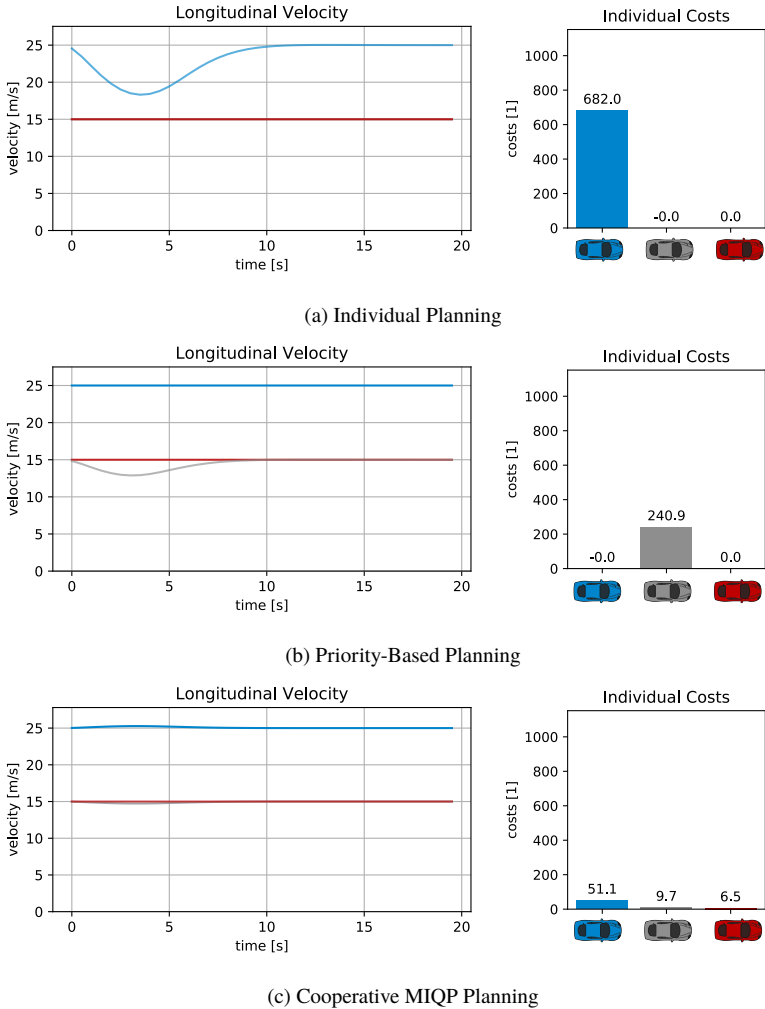 Longitudinal Velocity
Individual Costs
velocity [m/s]
25
20
15
10
5
0
0 5 10 15 20
time [s]
costs [1]
1000
800
600
400
200
0
682.0
-0.0
0.0
(a) Individual Planning
Longitudinal Velocity
Individual Costs
velocity [m/s]
25
20
15
10
5
0
0 5 10 15 20
time [s]
costs [1]
1000
800
600
400
200
0
-0.0
240.9
0.0
(b) Priority-Based Planning
Longitudinal Velocity
Individual Costs
velocity [m/s]
25
20
15
10
5
0
0 5 10 15 20
time [s]
costs [1]
1000
800
600
400
200
0
51.1
9.7
6.5
(c) Cooperative MIQP Planning